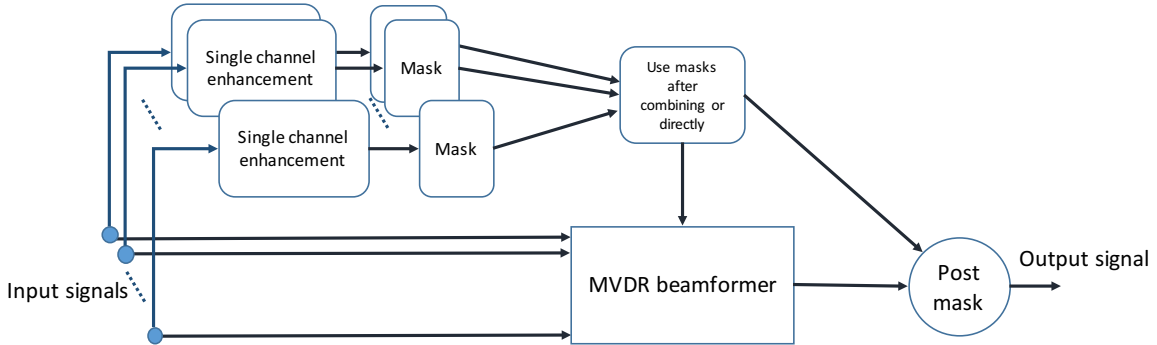 Single channel
enhancement
Mask
Single channel
enhancement
Mask
Use masks
after
combining or
directly
Input signals
MVDR beamformer
Post
mask
Output signal